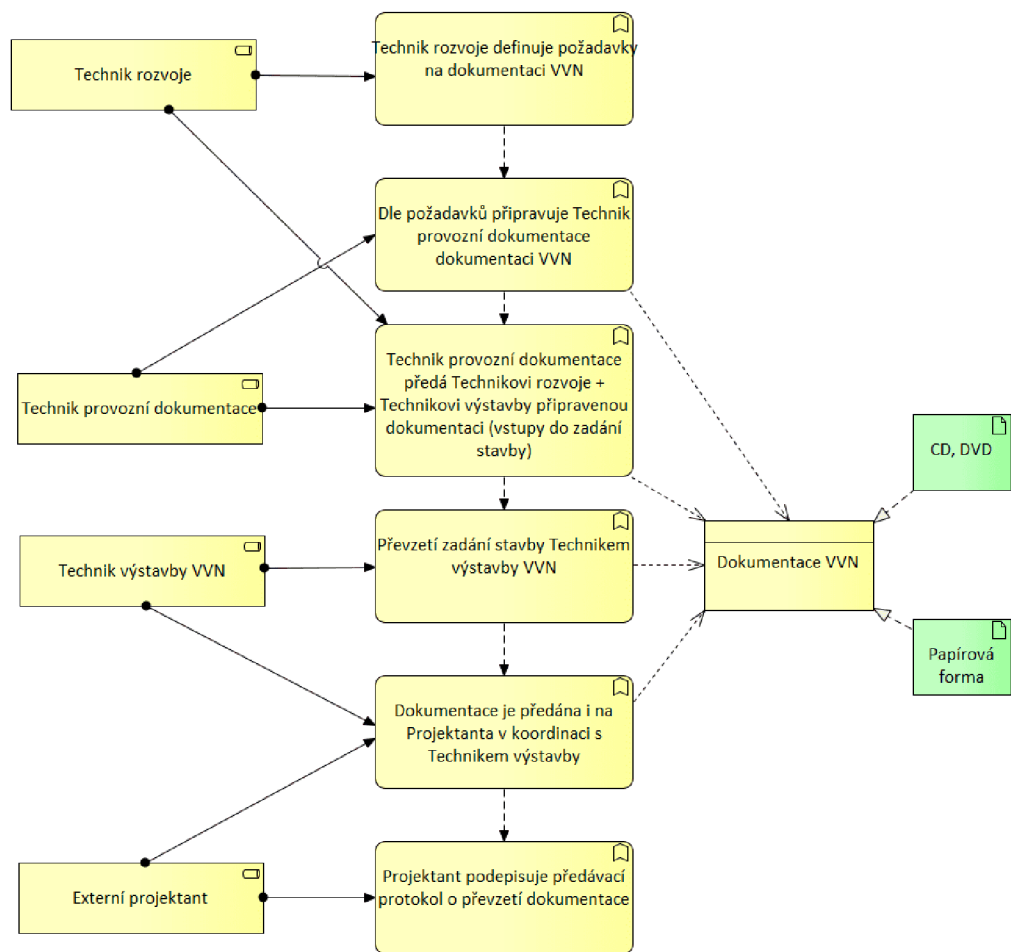 Technik rozvoje
Technik rozvoje definuje požadavky
na dokumentaci VVN
Dle požadavků připravuje Technik
provozní dokumentace
dokumentaci VVN
Technik provozní dokumentace
Technik provozní dokumentace
předá Technikovi rozvoje +
Technikovi výstavby připravenou
dokumentaci (vstupy do zadání
stavby)
CD, DVD
Technik výstavby VVN
Převzetí zadání stavby Technikem
výstavby VVN
Dokumentace VVN
Papírová
forma
Dokumentace je předána i na
Projektanta v koordinaci s
Technikem výstavby
Externí projektant
Projektant podepisuje předávací
protokol o převzetí dokumentace